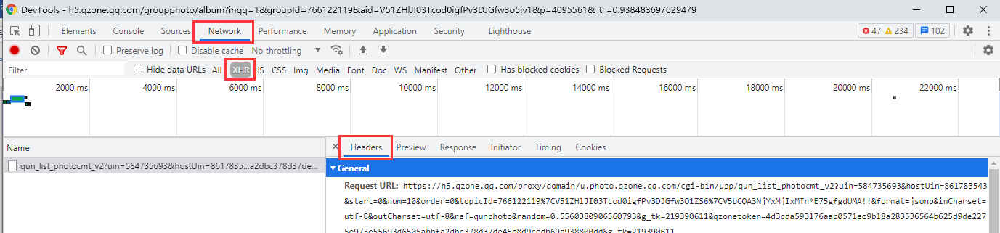 DevTools - h5.qzone.qq.com/groupphoto/album?inqq=1&groupId=766122119&aid=V51ZHlJI03Tcod0igfPv3DJGfw3o5jv1&p=4095561&_t_=0.938483697629479
Elements Console Sources Network Performance Memory Application Security Lighthouse 47 234 102
Preserve log Disable cache No throttling
Filter Hide data URLs All XHR JS CSS Img Media Font Doc WS Manifest Other Has blocked cookies Blocked Requests
2000 ms 4000 ms 6000 ms 8000 ms 10000 ms 12000 ms 14000 ms 16000 ms 18000 ms 20000 ms 22000 ms
Name
qun_list_photocmt_v2?uin=584735693&hostUin=8617835...a2dbc378d37de...
× Headers Preview Response Initiator Timing Cookies
General
Request URL: https://h5.qzone.qq.com/proxy/domain/u.photo.qzone.qq.com/cgi-bin/upp/qun_list_photocmt_v2?uin=584735693&hostUin=861783543
&start=0&num=10&order=0&topicId=766122119%7CV51ZHlJI03Tcod0igfPv3DJGfw3O1ZS6%7CV5bCQA3NjYxMjIxMTn*E75gfgdUMA!!&format=jsonp&inCharset=
utf-8&outCharset=utf-8&ref=qunphoto&random=0.5560380906560793&g_tk=219390611&qzonetoken=4d3cda593176aab0571ec9b18a283536564b625d9de227
5e973e55693d6505abbfa2dbc378d37de45d8d9cedb69a938800dd&g_tk=219390611